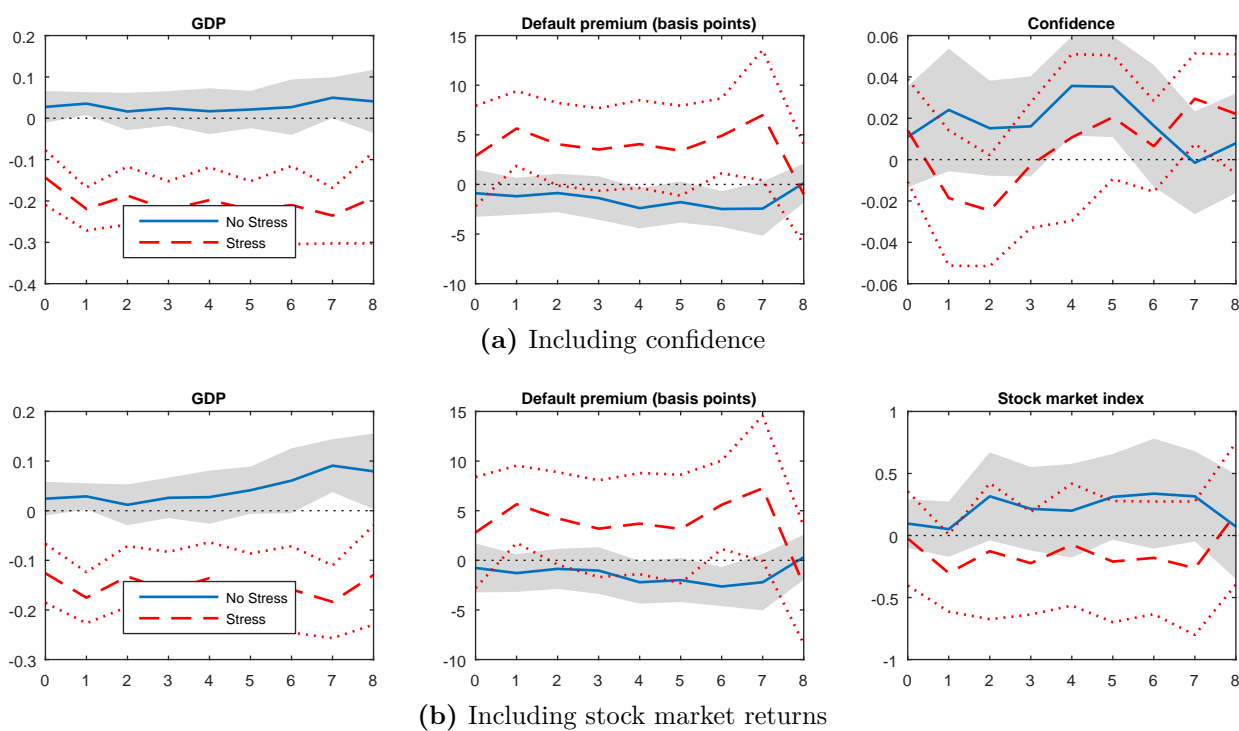 GDP
Default premium (basis points)
Confidence
0.2
0.1
0
-0.1
-0.2
-0.3
-0.4
No Stress
Stress
0 1 2 3 4 5 6 7 8
15
10
5
0
-5
-10
0 1 2 3 4 5 6 7 8
0.06
0.04
0.02
0
-0.02
-0.04
-0.06
0 1 2 3 4 5 6 7 8
(a) Including confidence
GDP
Default premium (basis points)
Stock market index
0.2
0.1
0
-0.1
-0.2
-0.3
No Stress
Stress
0 1 2 3 4 5 6 7 8
15
10
5
0
-5
-10
0 1 2 3 4 5 6 7 8
1
0.5
0
-0.5
-1
0 1 2 3 4 5 6 7 8
(b) Including stock market returns